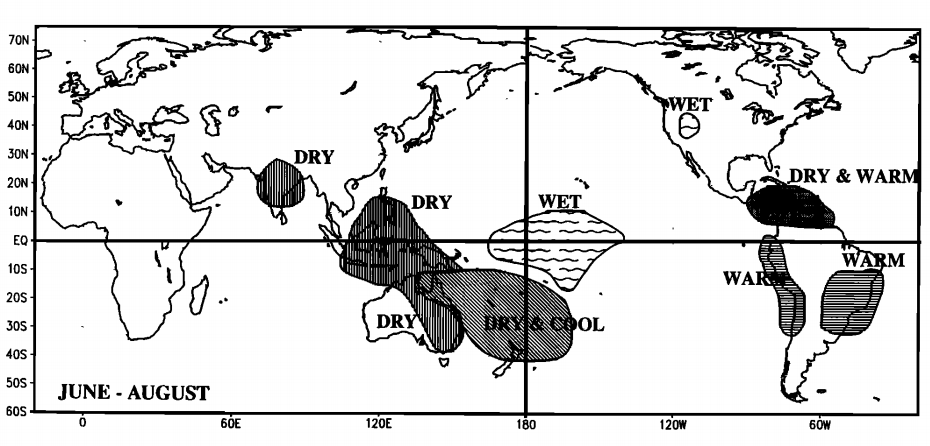 70N
60N
50N
WET
40N
30N
DRY
20N
DRY & WARM
DRY
WET
10N
EQ
WARM
10S
WARM
20S
DRY
DRY & COOL
30S
40S
JUNE - AUGUST
50S
60S
0
60E
120E
180
120W
60W